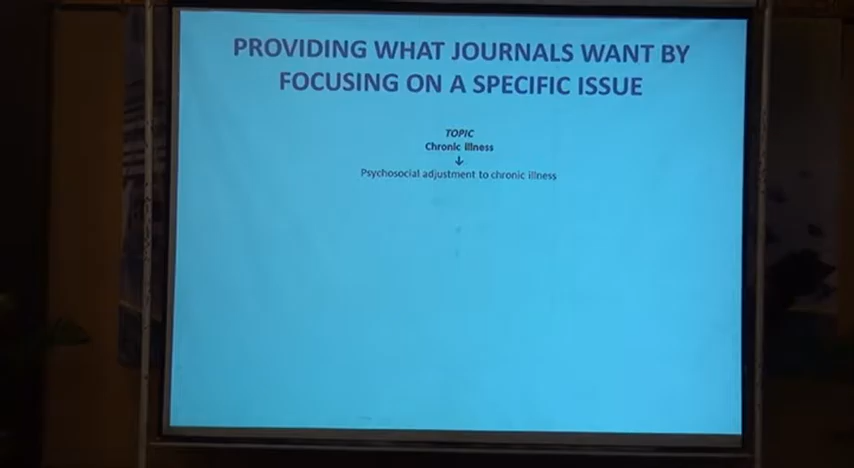 PROVIDING WHAT JOURNALS WANT BY
FOCUSING ON A SPECIFIC ISSUE
TOPIC
Chronic Illness
↓
Psychosocial adjustment to chronic illness